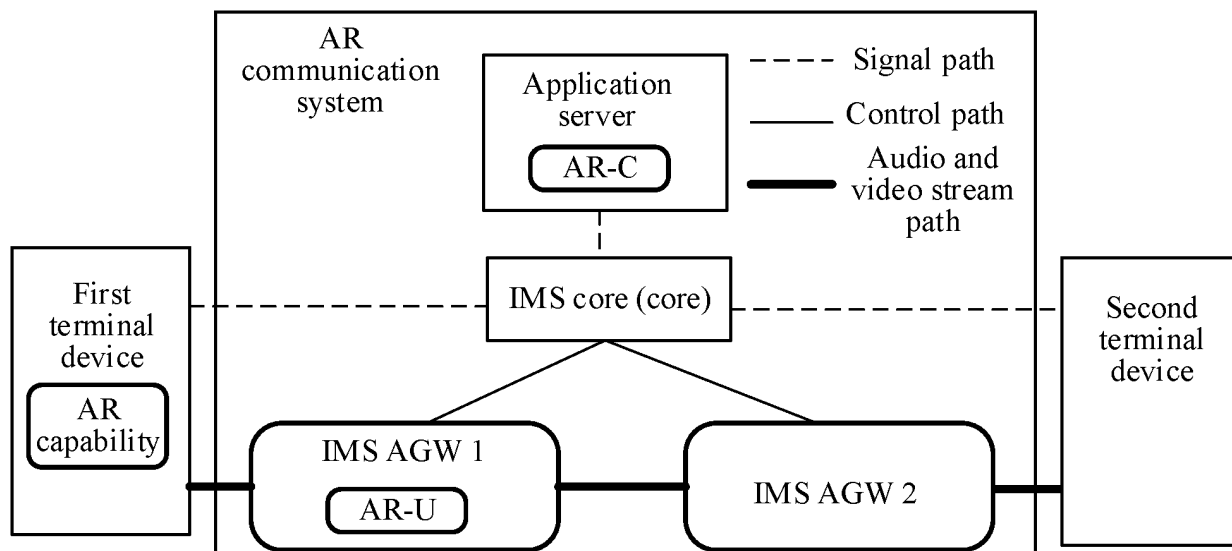 AR
communication
system
Application
server
AR-C
Signal path
Control path
Audio and
video stream
path
First
terminal
device
AR
capability
IMS core (core)
Second
terminal
device
IMS AGW 1
AR-U
IMS AGW 2